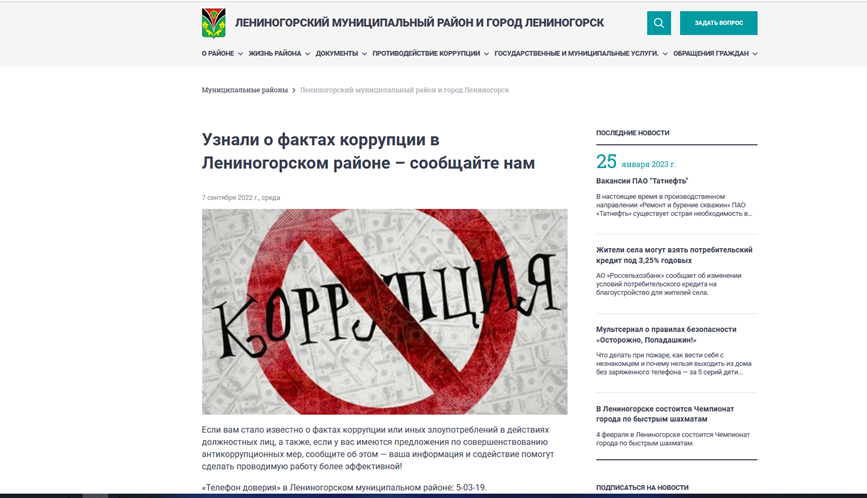 ЛЕНИНОГОРСКИЙ МУНИЦИПАЛЬНЫЙ РАЙОН И ГОРОД ЛЕНИНОГОРСК
ЗАДАТЬ ВОПРОС
О РАЙОНЕ ЖИЗНЬ РАЙОНА ДОКУМЕНТЫ ПРОТИВОДЕЙСТВИЕ КОРРУПЦИИ ГОСУДАРСТВЕННЫЕ И МУНИЦИПАЛЬНЫЕ УСЛУГИ. ОБРАЩЕНИЯ ГРАЖДАН
Муниципальные районы > Лениногорский муниципальный район и город Лениногорск
Узнали о фактах коррупции в
Лениногорском районе – сообщайте нам
7 сентября 2022 г., среда
КОРРУПЦИЯ
Если вам стало известно о фактах коррупции или иных злоупотреблений в действиях
должностных лиц, а также, если у вас имеются предложения по совершенствованию
антикоррупционных мер, сообщите об этом — ваша информация и содействие помогут
сделать проводимую работу более эффективной!
«Телефон доверия» в Лениногорском муниципальном районе: 5-03-19.
ПОСЛЕДНИЕ НОВОСТИ
25 января 2023 г.
Вакансии ПАО "Татнефть"
В настоящее время в производственном
направлении «Ремонт и бурение скважин» ПАО
«Татнефть» существует острая необходимость в...
Жители села могут взять потребительский
кредит под 3,25% годовых
АО «Россельхозбанк» сообщает об изменении
условий потребительского кредита на
благоустройство для жителей села.
Мультсериал о правилах безопасности
«Осторожно, Попадашкин!»
Что делать при пожаре, как вести себя с
незнакомцем и почему нельзя выходить из дома
без заряженного телефона — за 5 серий дети...
В Лениногорске состоится Чемпионат
города по быстрым шахматам
4 февраля в Лениногорске состоится Чемпионат
города по быстрым шахматам.
ПОДПИСАТЬСЯ НА НОВОСТИ